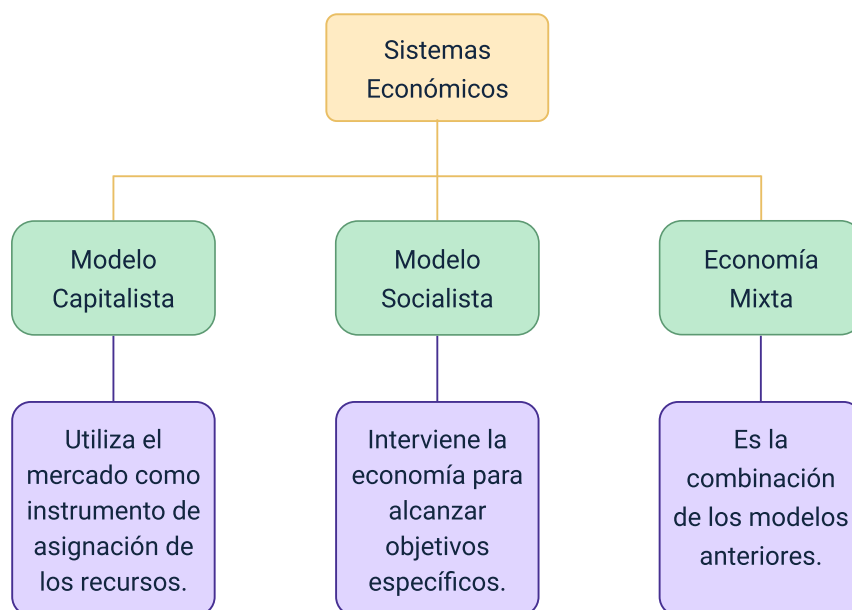 Sistemas
Económicos
Modelo
Capitalista
Modelo
Socialista
Economía
Mixta
Utiliza el
mercado como
instrumento de
asignación de
los recursos.
Interviene la
economía para
alcanzar
objetivos
específicos.
Es la
combinación
de los modelos
anteriores.